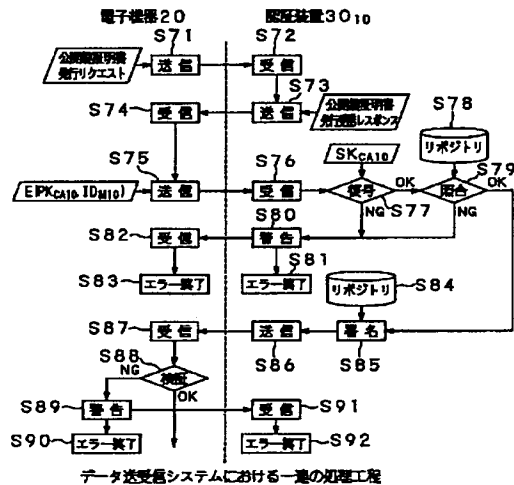 電子機器20
認証装置30₁₀
S71
S72
公開鍵証明書
発行リクエスト
送信
受信
S73
S74
S78
受信
送信
公開鍵証明書
発行受諾レスポンス
リポジトリ
S75
S76
SK_CA10
S79
E(PK_CA10, ID_M10)
送信
受信
復号
OK
照合
OK
S77
S80
NG
NG
S82
受信
警告
S81
S83
エラー終了
エラー終了
リポジトリ
S84
S87
受信
送信
署名
S88
S86
S85
NG
検証
OK
S89
警告
受信
S91
S90
エラー終了
エラー終了
S92
データ送受信システムにおける一連の処理工程